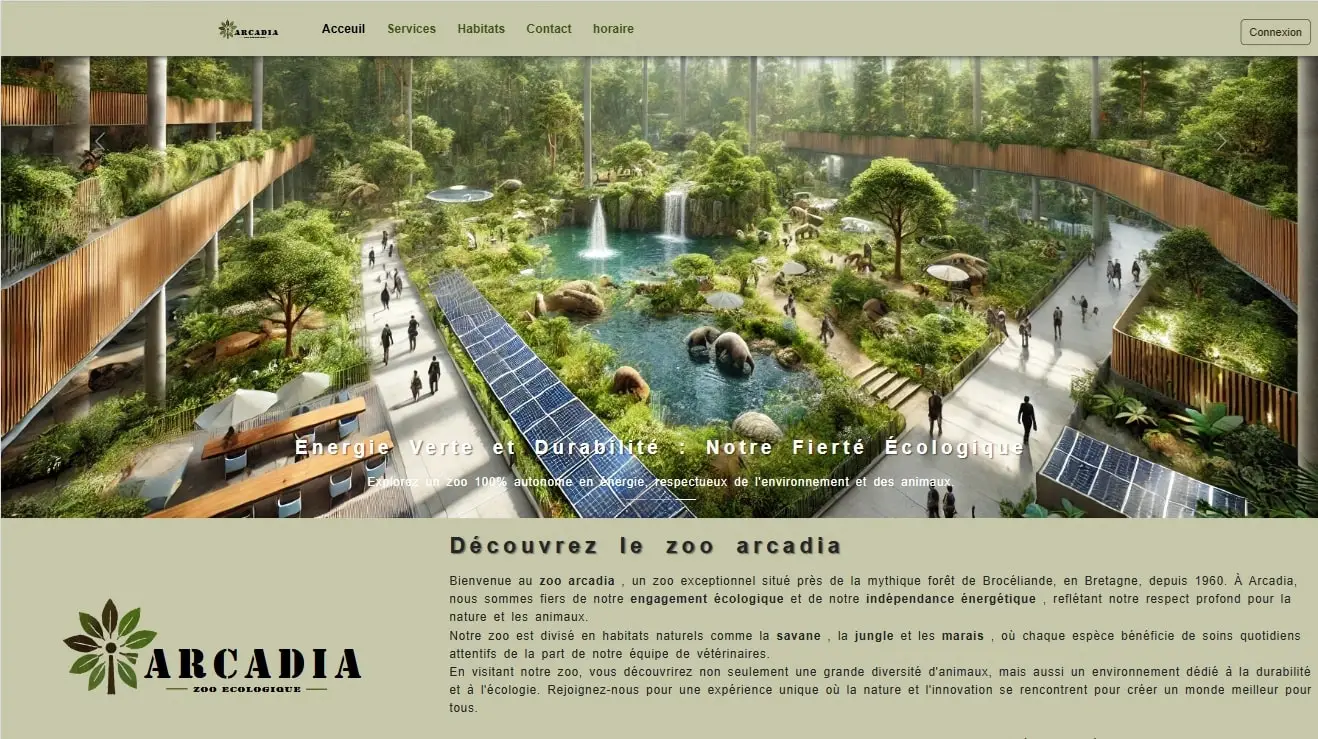 ARCADIA
Acceuil
Services
Habitats
Contact
horaire
Connexion
Énergie Verte et Durabilité : Notre Fierté Écologique
Explorez un zoo 100% autonome en énergie, respectueux de l'environnement et des animaux.
Découvrez le zoo arcadia
Bienvenue au zoo arcadia , un zoo exceptionnel situé près de la mythique forêt de Brocéliande, en Bretagne, depuis 1960. À Arcadia,
nous sommes fiers de notre engagement écologique et de notre indépendance énergétique , reflétant notre respect profond pour la
nature et les animaux.
Notre zoo est divisé en habitats naturels comme la savane , la jungle et les marais , où chaque espèce bénéficie de soins quotidiens
attentifs de la part de notre équipe de vétérinaires.
En visitant notre zoo, vous découvrirez non seulement une grande diversité d'animaux, mais aussi un environnement dédié à la durabilité
et à l'écologie. Rejoignez-nous pour une expérience unique où la nature et l'innovation se rencontrent pour créer un monde meilleur pour
tous.
ARCADIA
ZOO ECOLOGIQUE